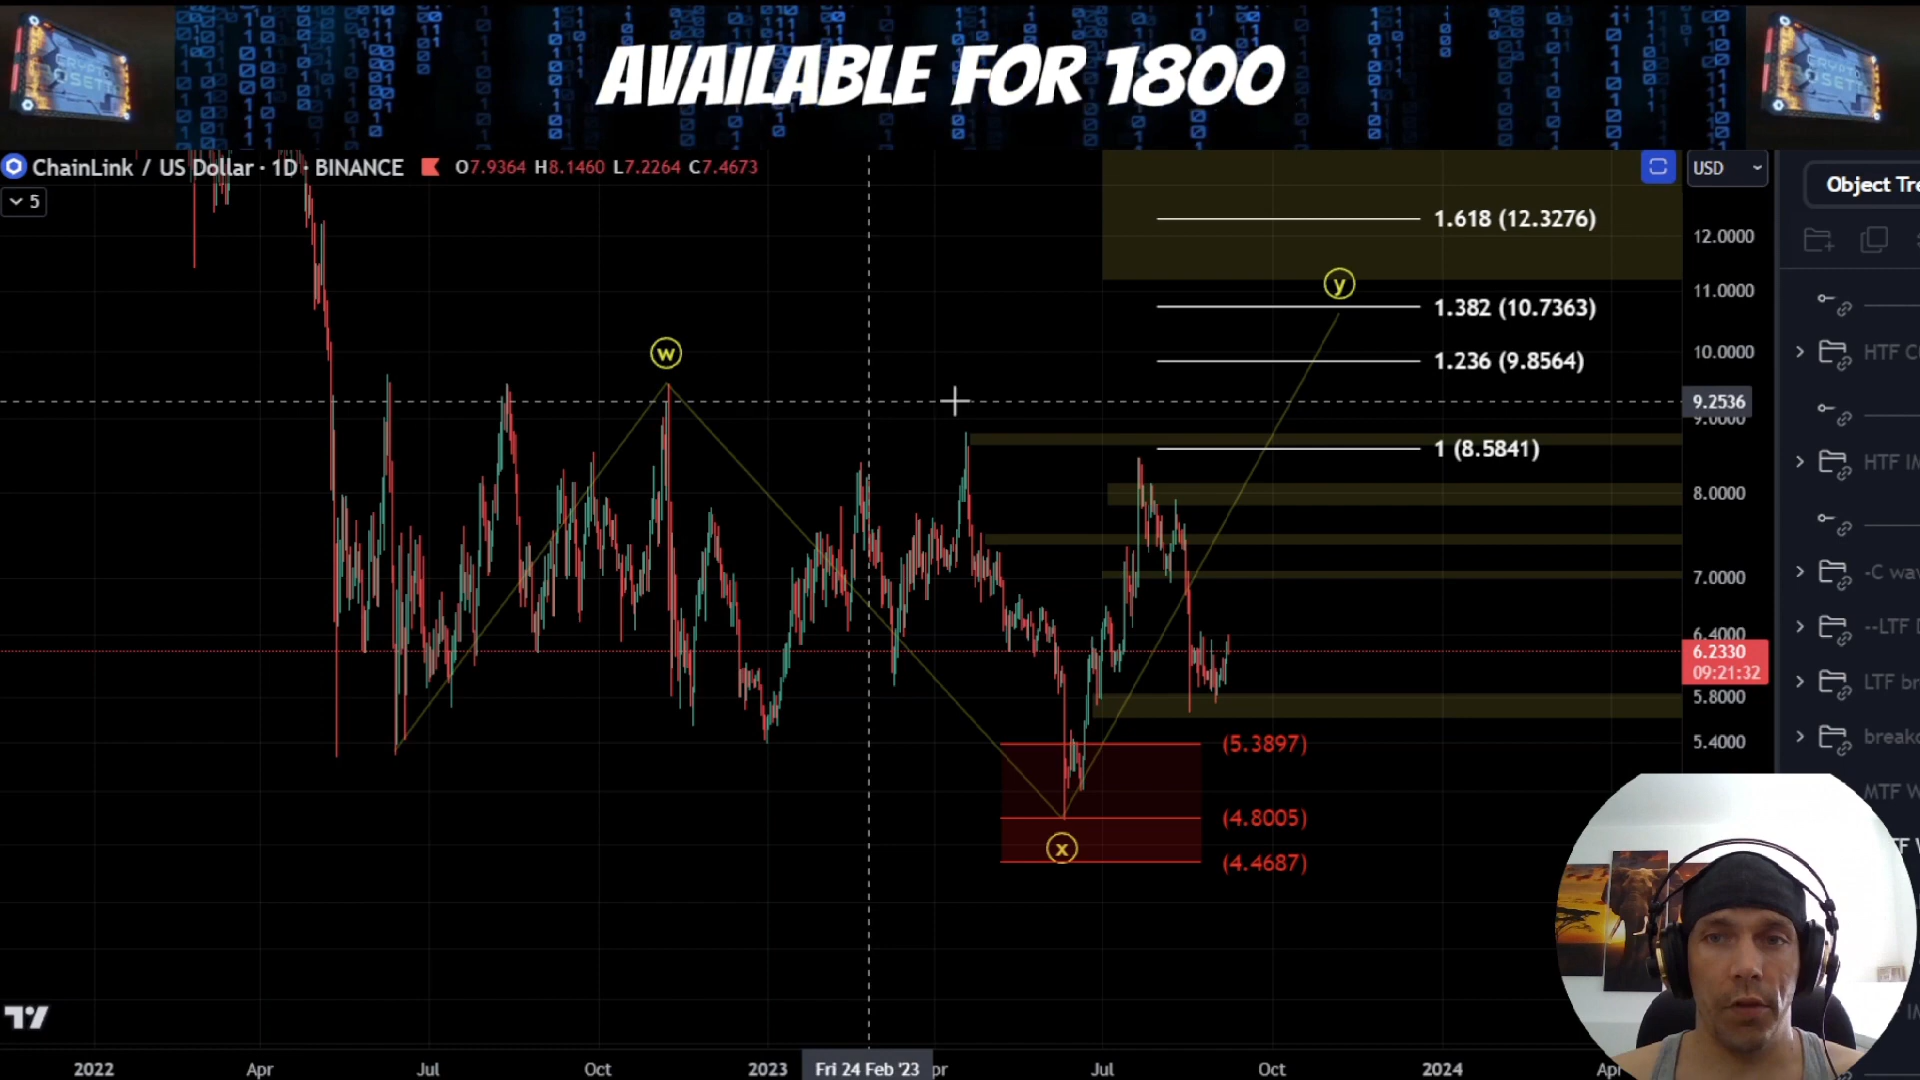 AVAILABLE FOR 1800
CRYPTO
ChainLink / US Dollar · 1D · BINANCE O7.9364 H8.1460 L7.2264 C7.4673
USD
Object Tre
5
1.618 (12.3276)
12.0000
y
11.0000
1.382 (10.7363)
w
10.0000
HTF C
1.236 (9.8564)
9.2536
9.0000
1 (8.5841)
HTF IM
8.0000
7.0000
-C wav
6.4000
--LTF
6.2330
09:21:32
LTF br
5.8000
(5.3897)
5.4000
breako
MTF W
(4.8005)
x
(4.4687)
2022 Apr Jul Oct 2023 Fri 24 Feb '23 pr Jul Oct 2024 Apr